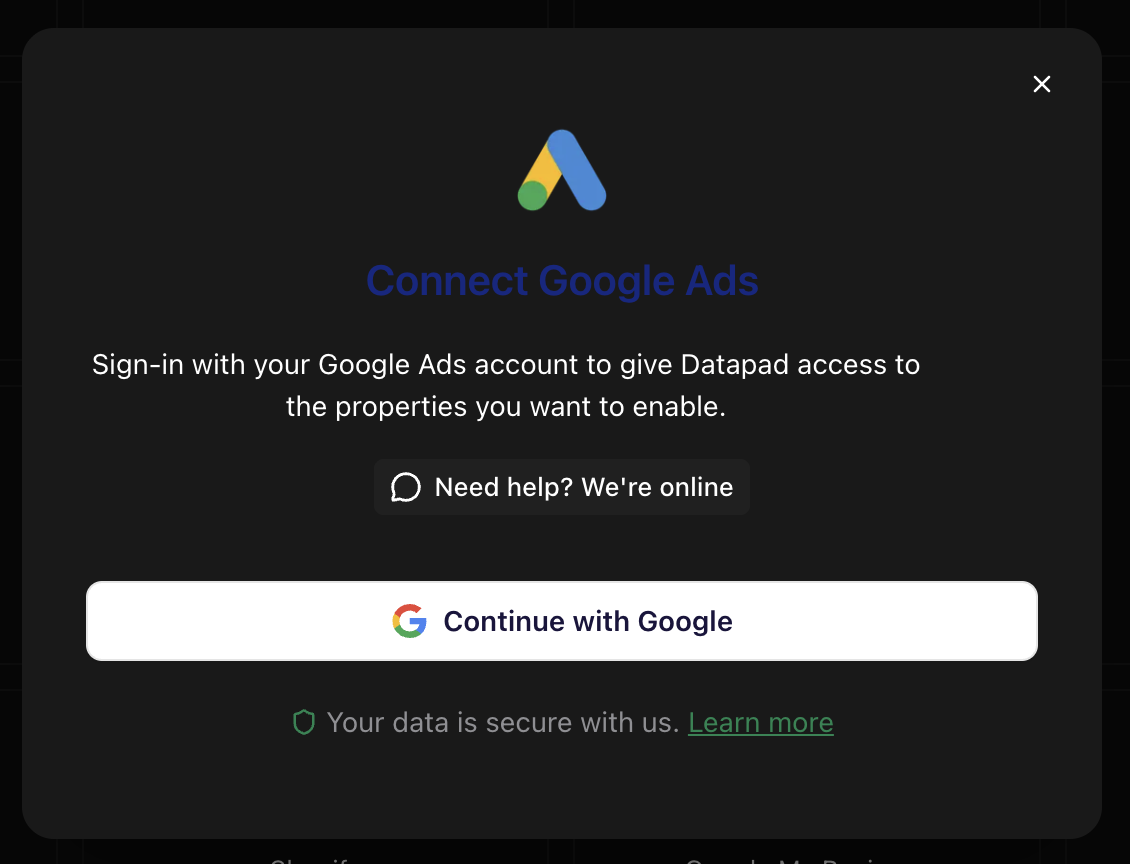 Connect Google Ads
Sign-in with your Google Ads account to give Datapad access to
the properties you want to enable.
Need help? We're online
Continue with Google
Your data is secure with us. Learn more